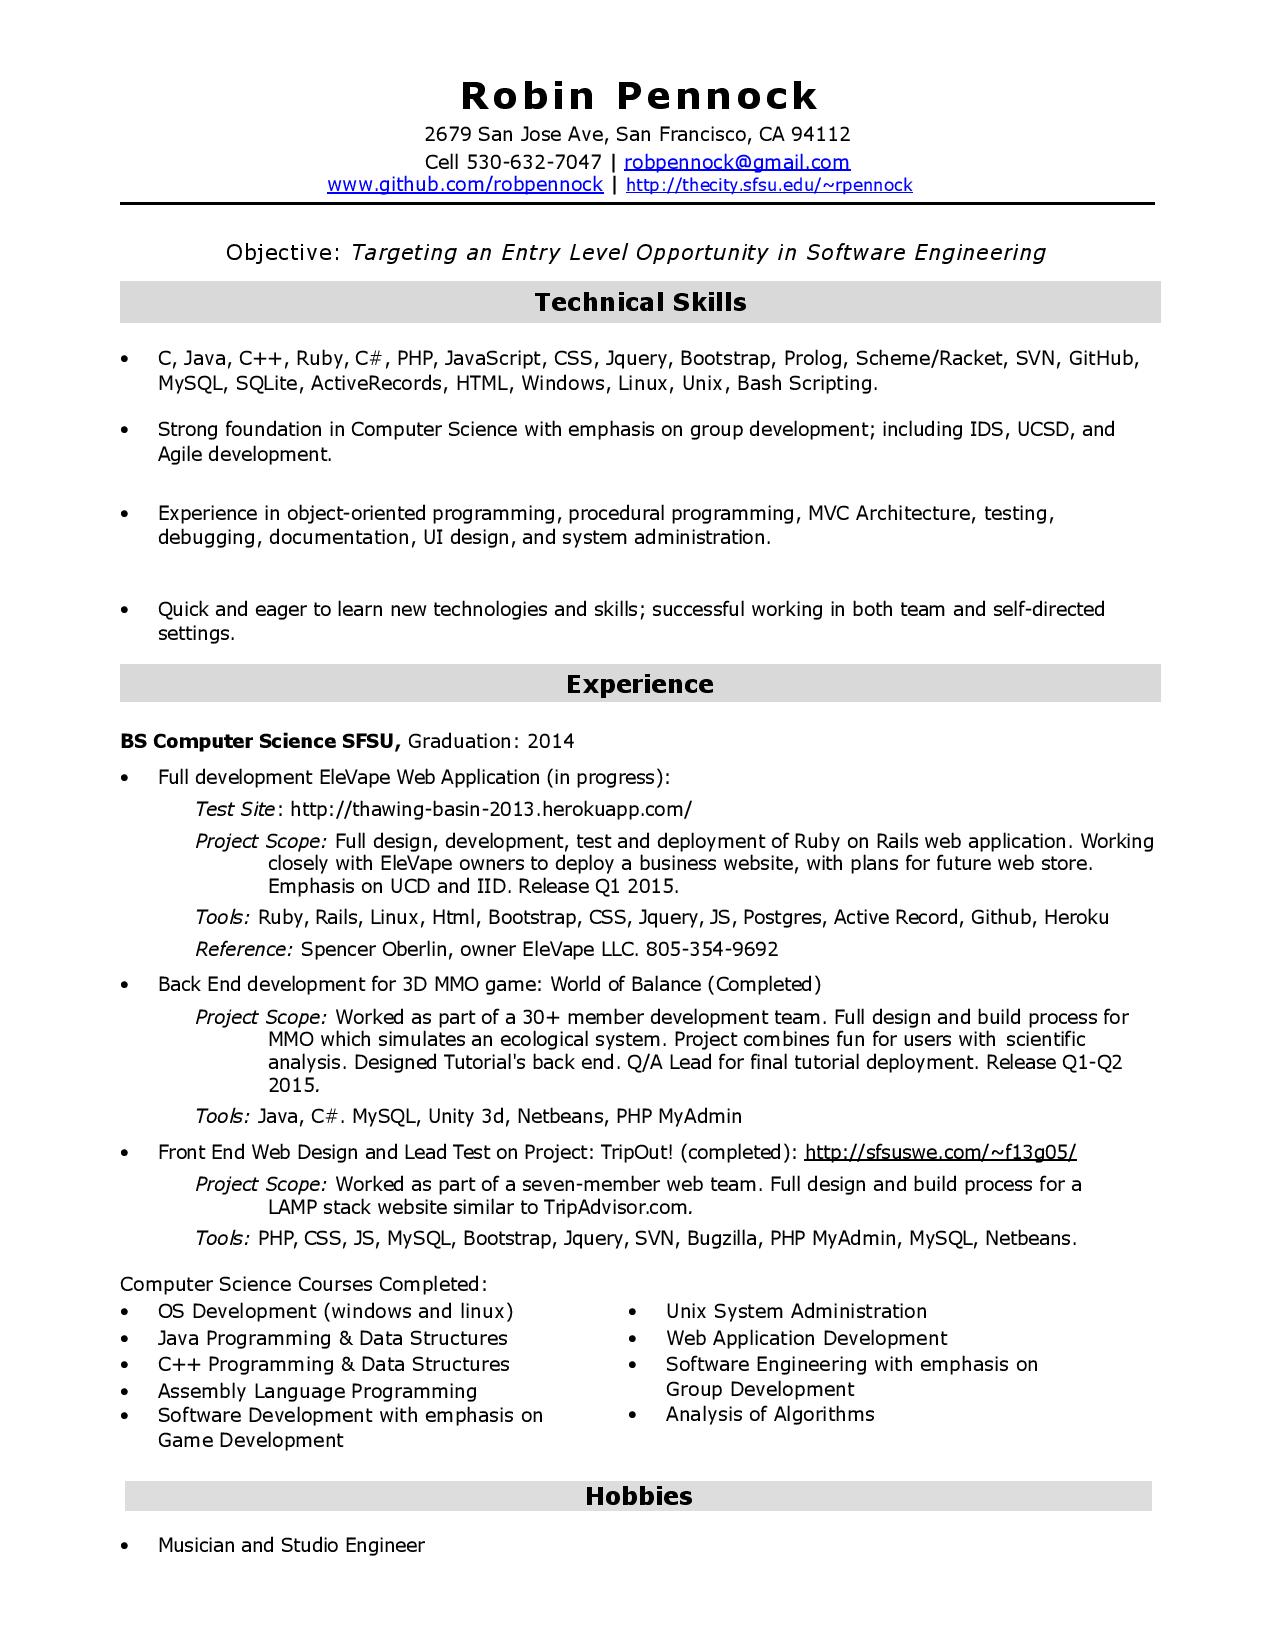 Robin Pennock
2679 San Jose Ave, San Francisco, CA 94112
Cell 530-632-7047 | robpennock@gmail.com
www.github.com/robpennock | http://thecity.sfsu.edu/~rpennock
Objective: Targeting an Entry Level Opportunity in Software Engineering
Technical Skills
• C, Java, C++, Ruby, C#, PHP, JavaScript, CSS, Jquery, Bootstrap, Prolog, Scheme/Racket, SVN, GitHub,
MySQL, SQLite, ActiveRecords, HTML, Windows, Linux, Unix, Bash Scripting.
• Strong foundation in Computer Science with emphasis on group development; including IDS, UCSD, and
Agile development.
• Experience in object-oriented programming, procedural programming, MVC Architecture, testing,
debugging, documentation, UI design, and system administration.
• Quick and eager to learn new technologies and skills; successful working in both team and self-directed
settings.
Experience
BS Computer Science SFSU, Graduation: 2014
• Full development EleVape Web Application (in progress):
Test Site: http://thawing-basin-2013.herokuapp.com/
Project Scope: Full design, development, test and deployment of Ruby on Rails web application. Working
closely with EleVape owners to deploy a business website, with plans for future web store.
Emphasis on UCD and IID. Release Q1 2015.
Tools: Ruby, Rails, Linux, Html, Bootstrap, CSS, Jquery, JS, Postgres, Active Record, Github, Heroku
Reference: Spencer Oberlin, owner EleVape LLC. 805-354-9692
• Back End development for 3D MMO game: World of Balance (Completed)
Project Scope: Worked as part of a 30+ member development team. Full design and build process for
MMO which simulates an ecological system. Project combines fun for users with scientific
analysis. Designed Tutorial's back end. Q/A Lead for final tutorial deployment. Release Q1-Q2
2015.
Tools: Java, C#. MySQL, Unity 3d, Netbeans, PHP MyAdmin
• Front End Web Design and Lead Test on Project: TripOut! (completed): http://sfsuswe.com/~f13g05/
Project Scope: Worked as part of a seven-member web team. Full design and build process for a
LAMP stack website similar to TripAdvisor.com.
Tools: PHP, CSS, JS, MySQL, Bootstrap, Jquery, SVN, Bugzilla, PHP MyAdmin, MySQL, Netbeans.
Computer Science Courses Completed:
• OS Development (windows and linux)
• Java Programming & Data Structures
• C++ Programming & Data Structures
• Assembly Language Programming
• Software Development with emphasis on
Game Development
• Unix System Administration
• Web Application Development
• Software Engineering with emphasis on
Group Development
• Analysis of Algorithms
Hobbies
• Musician and Studio Engineer